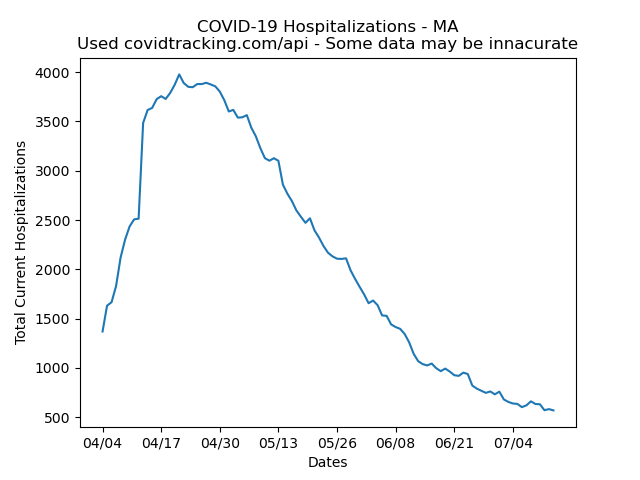 COVID-19 Hospitalizations - MA
Used covidtracking.com/api - Some data may be innacurate
4000
3500
3000
2500
2000
1500
1000
500
Total Current Hospitalizations
04/04 04/17 04/30 05/13 05/26 06/08 06/21 07/04
Dates